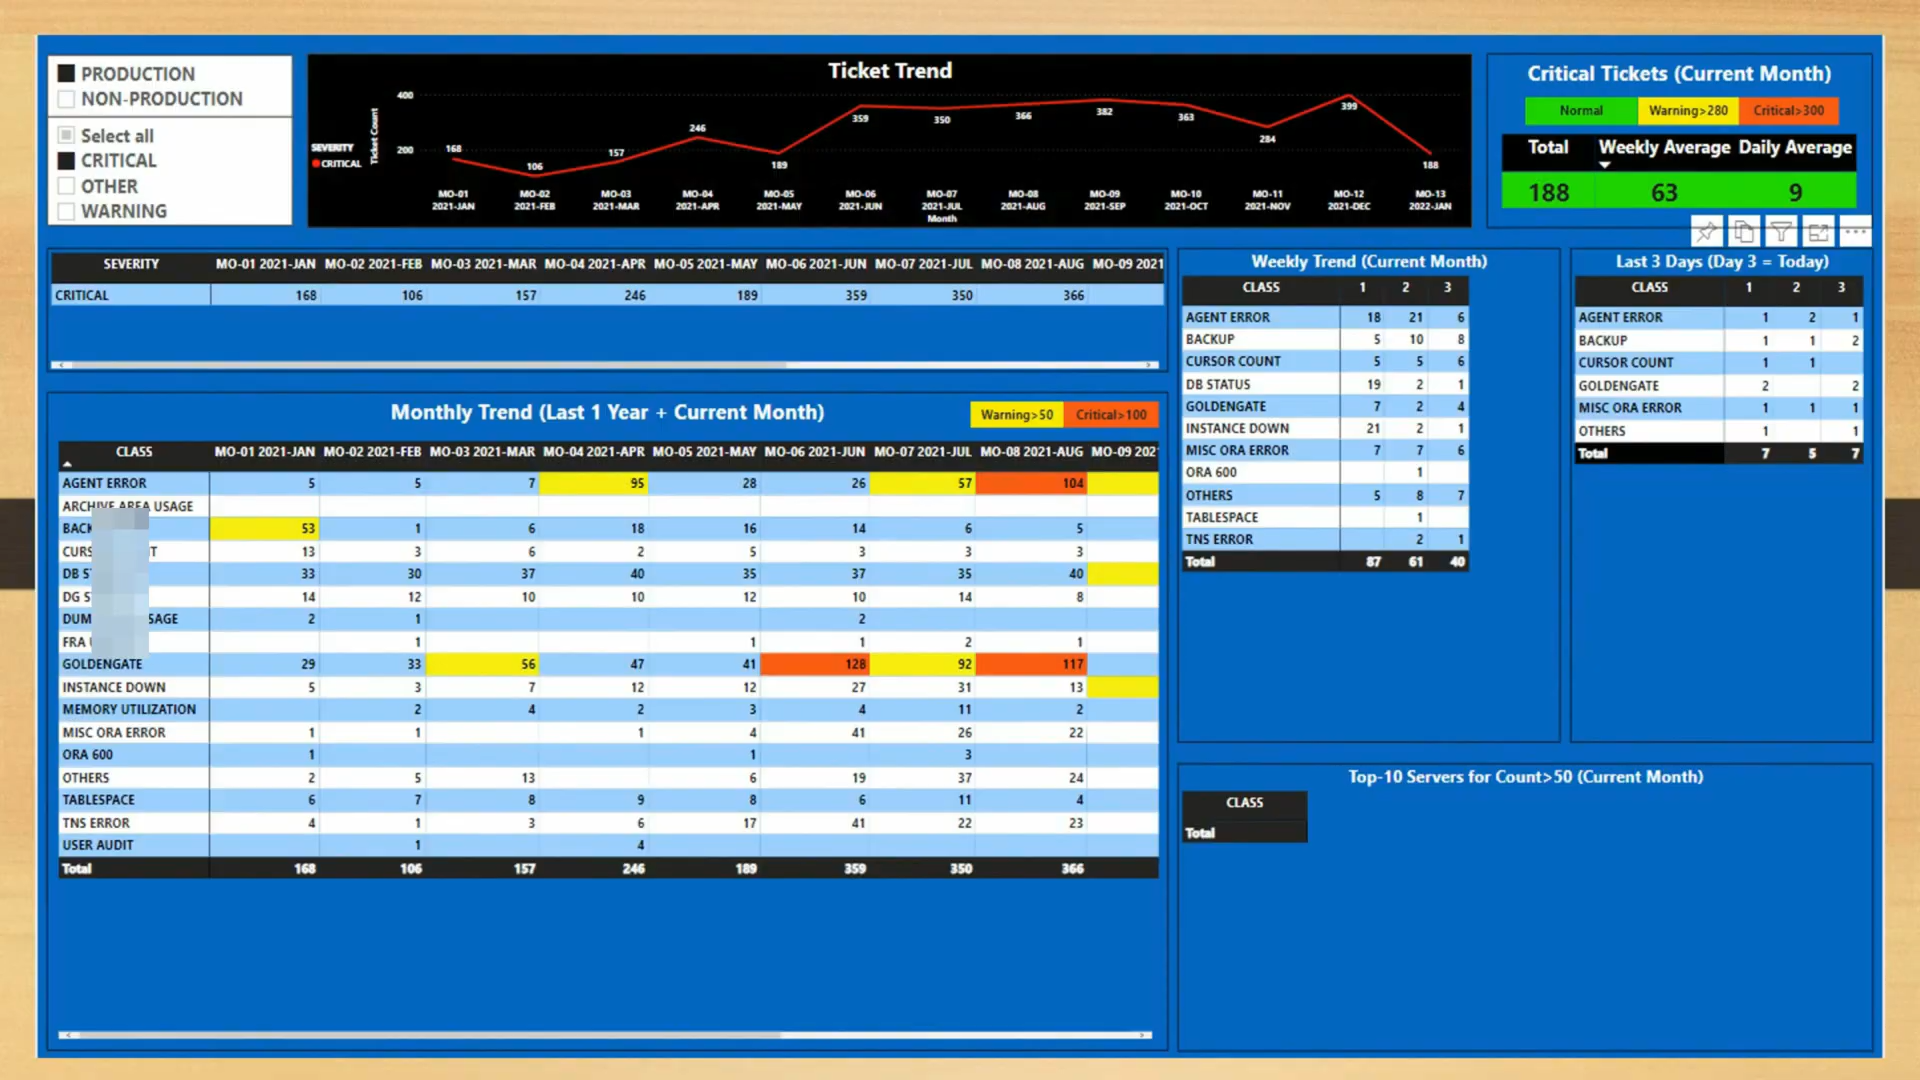 PRODUCTION
NON-PRODUCTION
Select all
CRITICAL
OTHER
WARNING
Ticket Trend
SEVERITY
CRITICAL
Ticket Count
400
200
168
106
157
246
189
359
350
366
382
363
284
399
188
MO-01 MO-02 MO-03 MO-04 MO-05 MO-06 MO-07 MO-08 MO-09 MO-10 MO-11 MO-12 MO-13
2021-JAN 2021-FEB 2021-MAR 2021-APR 2021-MAY 2021-JUN 2021-JUL 2021-AUG 2021-SEP 2021-OCT 2021-NOV 2021-DEC 2022-JAN
Month
Critical Tickets (Current Month)
Normal Warning>280 Critical>300
Total Weekly Average Daily Average
188 63 9
SEVERITY MO-01 2021-JAN MO-02 2021-FEB MO-03 2021-MAR MO-04 2021-APR MO-05 2021-MAY MO-06 2021-JUN MO-07 2021-JUL MO-08 2021-AUG MO-09 2021
CRITICAL 168 106 157 246 189 359 350 366
Monthly Trend (Last 1 Year + Current Month)
Warning>50 Critical>100
CLASS MO-01 2021-JAN MO-02 2021-FEB MO-03 2021-MAR MO-04 2021-APR MO-05 2021-MAY MO-06 2021-JUN MO-07 2021-JUL MO-08 2021-AUG MO-09 202
AGENT ERROR 5 5 7 95 28 26 57 104
ARCHIVE AREA USAGE
BACK 53 1 6 18 16 14 6 5
CURS T 13 3 6 2 5 3 3 3
DB S 33 30 37 40 35 37 35 40
DG S 14 12 10 10 12 10 14 8
DUM SAGE 2 1 2
FRA 1 1 1 2 1
GOLDENGATE 29 33 56 47 41 128 92 117
INSTANCE DOWN 5 3 7 12 12 27 31 13
MEMORY UTILIZATION 2 4 2 3 4 11 2
MISC ORA ERROR 1 1 1 4 41 26 22
ORA 600 1 1 3
OTHERS 2 5 13 6 19 37 24
TABLESPACE 6 7 8 9 8 6 11 4
TNS ERROR 4 1 3 6 17 41 22 23
USER AUDIT 1 4
Total 168 106 157 246 189 359 350 366
Weekly Trend (Current Month)
CLASS 1 2 3
AGENT ERROR 18 21 6
BACKUP 5 10 8
CURSOR COUNT 5 5 6
DB STATUS 19 2 1
GOLDENGATE 7 2 4
INSTANCE DOWN 21 2 1
MISC ORA ERROR 7 7 6
ORA 600 1
OTHERS 5 8 7
TABLESPACE 1
TNS ERROR 2 1
Total 87 61 40
Last 3 Days (Day 3 = Today)
CLASS 1 2 3
AGENT ERROR 1 2 1
BACKUP 1 1 2
CURSOR COUNT 1 1
GOLDENGATE 2 2
MISC ORA ERROR 1 1 1
OTHERS 1 1
Total 7 5 7
Top-10 Servers for Count>50 (Current Month)
CLASS
Total